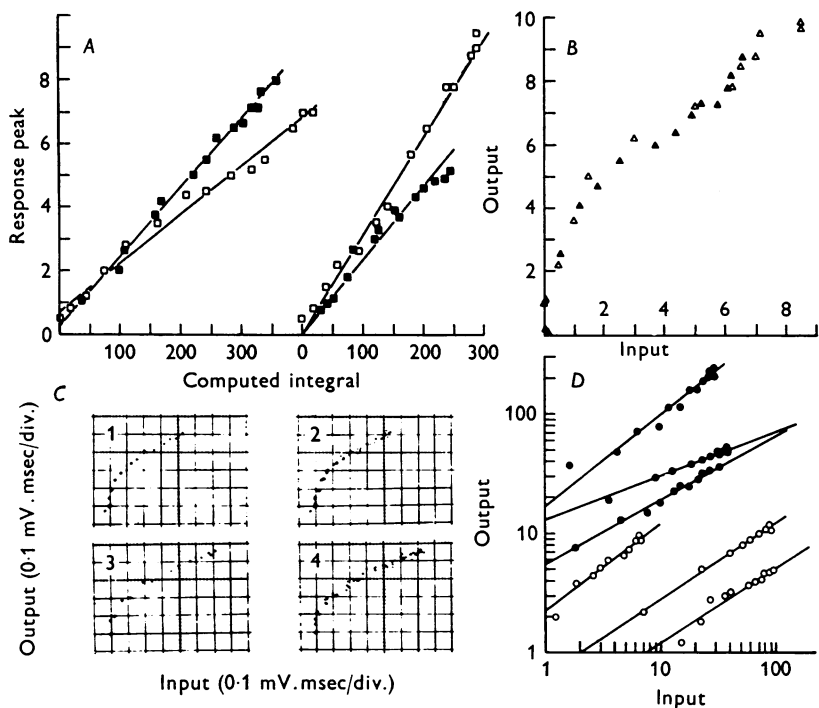 A
Response peak
8
6
4
2
0
100 200 300 0 100 200 300
Computed integral
B
Output
10
8
6
4
2
0
0 2 4 6 8
Input
C
Output (0·1 mV.msec/div.)
1 2
3 4
Input (0·1 mV.msec/div.)
D
Output
100
10
1
1 10 100
Input